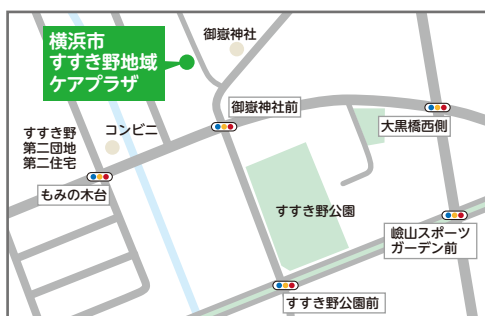 横浜市
すすき野地域
ケアプラザ
御嶽神社
御嶽神社前
大黒橋西側
コンビニ
すすき野
第二団地
第二住宅
もみの木台
すすき野公園
嶮山スポーツ
ガーデン前
すすき野公園前